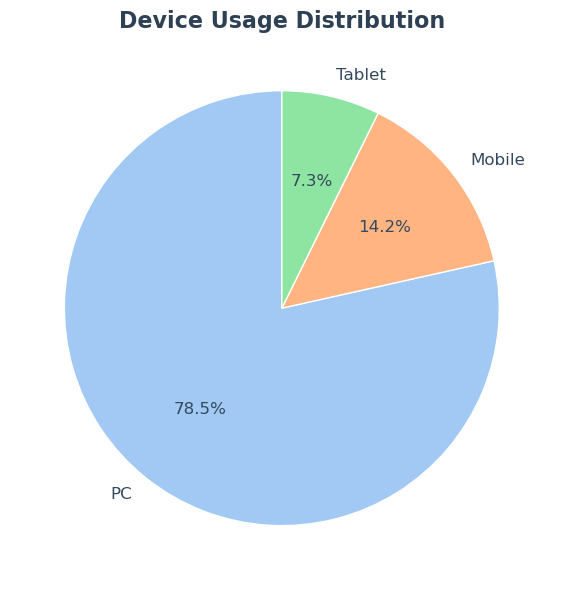 Device Usage Distribution
Tablet
Mobile
7.3%
14.2%
78.5%
PC